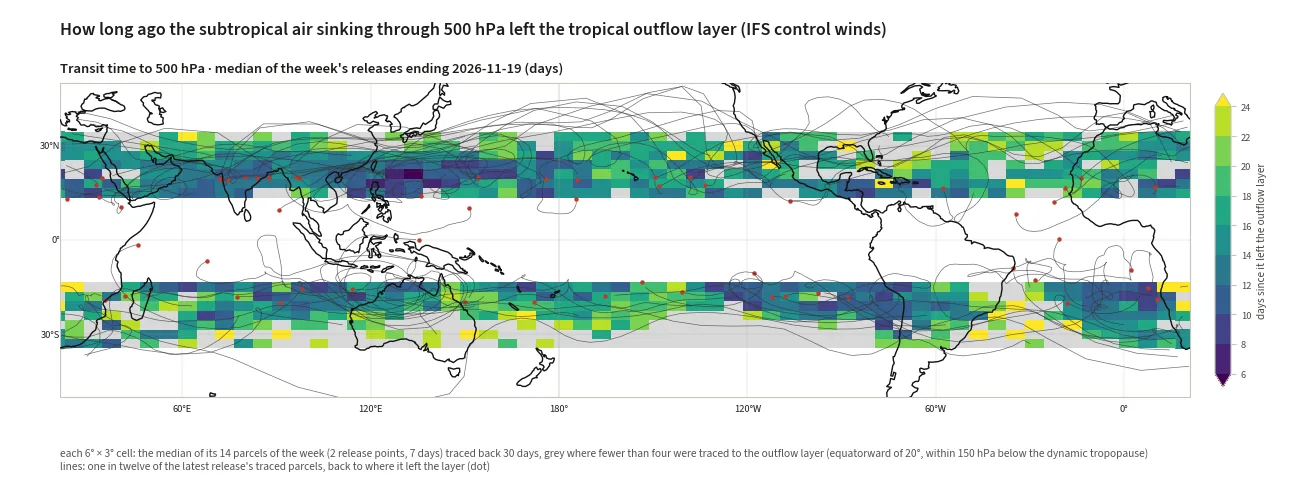 How long ago the subtropical air sinking through 500 hPa left the tropical outflow layer (IFS control winds)
Transit time to 500 hPa · median of the week's releases ending 2026-11-19 (days)
30°N
0°
30°S
60°E
120°E
180°
120°W
60°W
0°
24
22
20
18
16
14
12
10
8
6
days since it left the outflow layer
each 6° × 3° cell: the median of its 14 parcels of the week (2 release points, 7 days) traced back 30 days, grey where fewer than four were traced to the outflow layer (equatorward of 20°, within 150 hPa below the dynamic tropopause)
lines: one in twelve of the latest release's traced parcels, back to where it left the layer (dot)